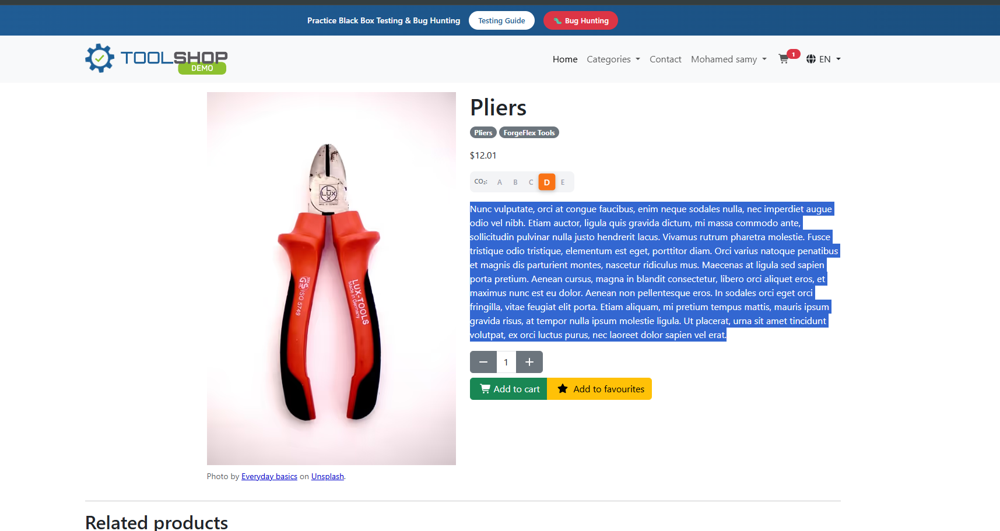 Practice Black Box Testing & Bug Hunting Testing Guide Bug Hunting
TOOLSHOP
DEMO
Home Categories Contact Mohamed samy 1 EN
Pliers
Pliers ForgeFlex Tools
$12.01
CO₂: A B C D E
Nunc vulputate, orci at congue faucibus, enim neque sodales nulla, nec imperdiet augue
odio vel nibh. Etiam auctor, ligula quis gravida dictum, mi massa commodo ante,
sollicitudin pulvinar nulla justo hendrerit lacus. Vivamus rutrum pharetra molestie. Fusce
tristique odio tristique, elementum est eget, porttitor diam. Orci varius natoque penatibus
et magnis dis parturient montes, nascetur ridiculus mus. Maecenas at ligula sed sapien
porta pretium. Aenean cursus, magna in blandit consectetur, libero orci aliquet eros, et
maximus nunc est eu dolor. Aenean non pellentesque eros. In sodales orci eget orci
fringilla, vitae feugiat elit porta. Etiam aliquam, mi pretium tempus mattis, mauris ipsum
gravida risus, at tempor nulla ipsum molestie ligula. Ut placerat, urna sit amet tincidunt
volutpat, ex orci luctus purus, nec laoreet dolor sapien vel erat.
1
Add to cart Add to favourites
LUX
GS ISO 5749
LUX-TOOLS
Made in Germany
Photo by Everyday basics on Unsplash.
Related products